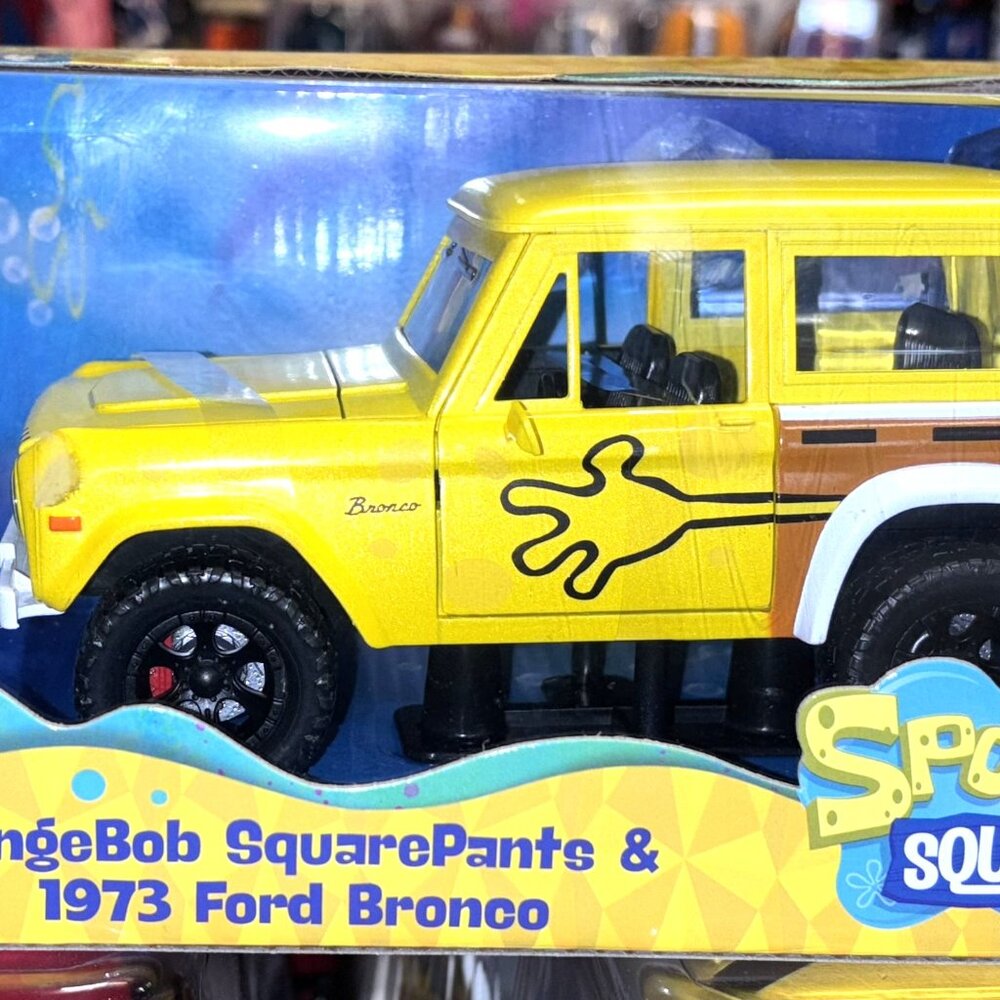 Bronco
ngeBob SquarePants &
1973 Ford Bronco
SPO
SQU